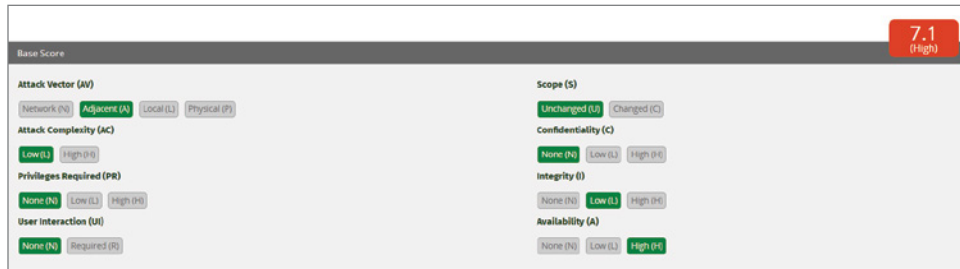 7.1
(High)
Base Score
Attack Vector (AV)
Network (N) Adjacent (A) Local (L) Physical (P)
Attack Complexity (AC)
Low (L) High (H)
Privileges Required (PR)
None (N) Low (L) High (H)
User Interaction (UI)
None (N) Required (R)
Scope (S)
Unchanged (U) Changed (C)
Confidentiality (C)
None (N) Low (L) High (H)
Integrity (I)
None (N) Low (L) High (H)
Availability (A)
None (N) Low (L) High (H)